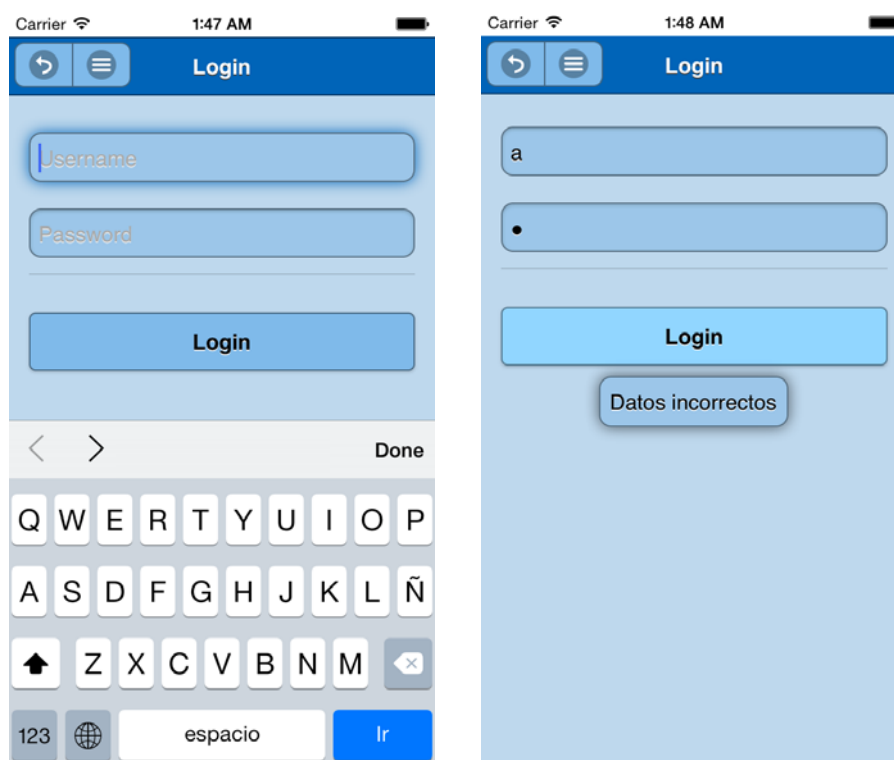 Carrier 1:47 AM
Login
Username
Password
Login
Done
Q W E R T Y U I O P
A S D F G H J K L Ñ
Z X C V B N M
123 espacio Ir
Carrier 1:48 AM
Login
a
Login
Datos incorrectos